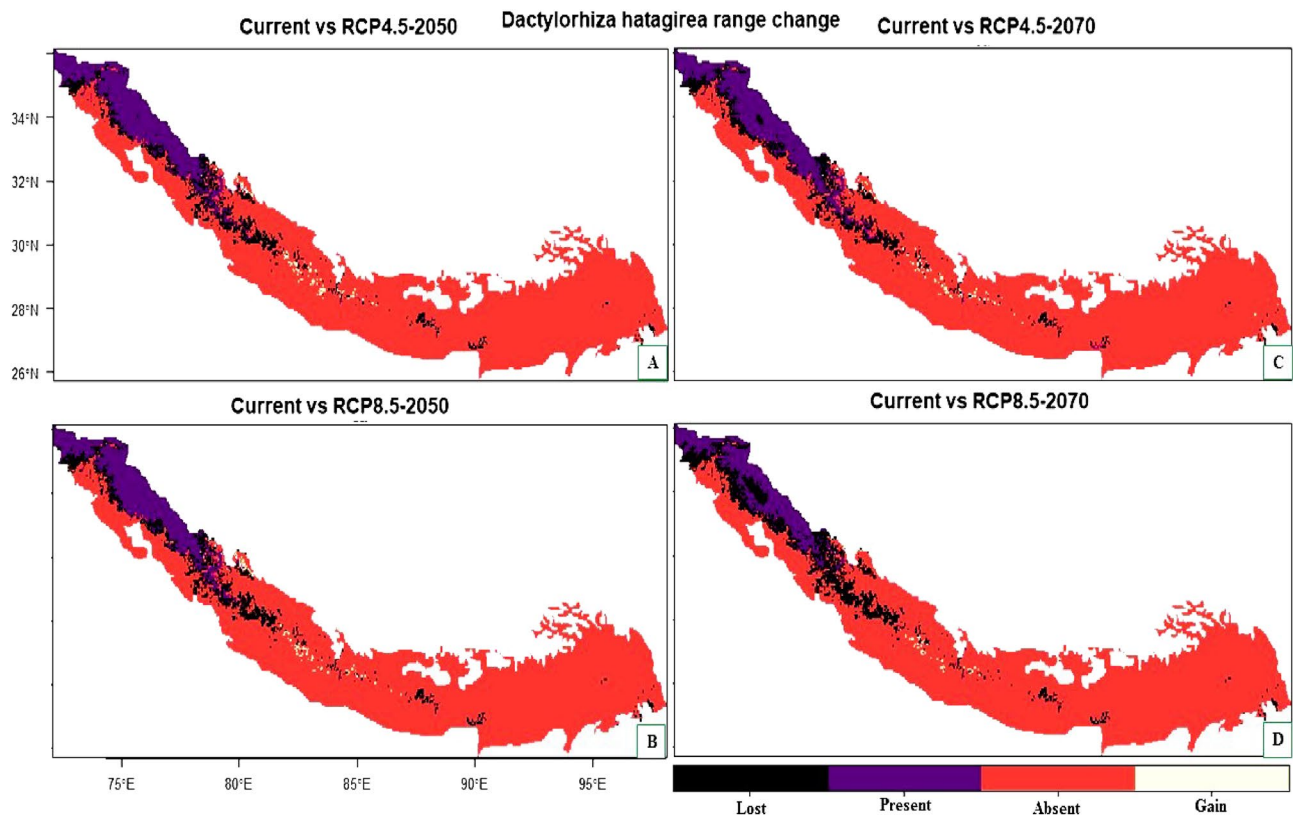 Dactylorhiza hatagirea range change
Current vs RCP4.5-2050
Current vs RCP4.5-2070
34°N
32°N
30°N
28°N
26°N
A
C
Current vs RCP8.5-2050
Current vs RCP8.5-2070
B
D
75°E
80°E
85°E
90°E
95°E
Lost
Present
Absent
Gain